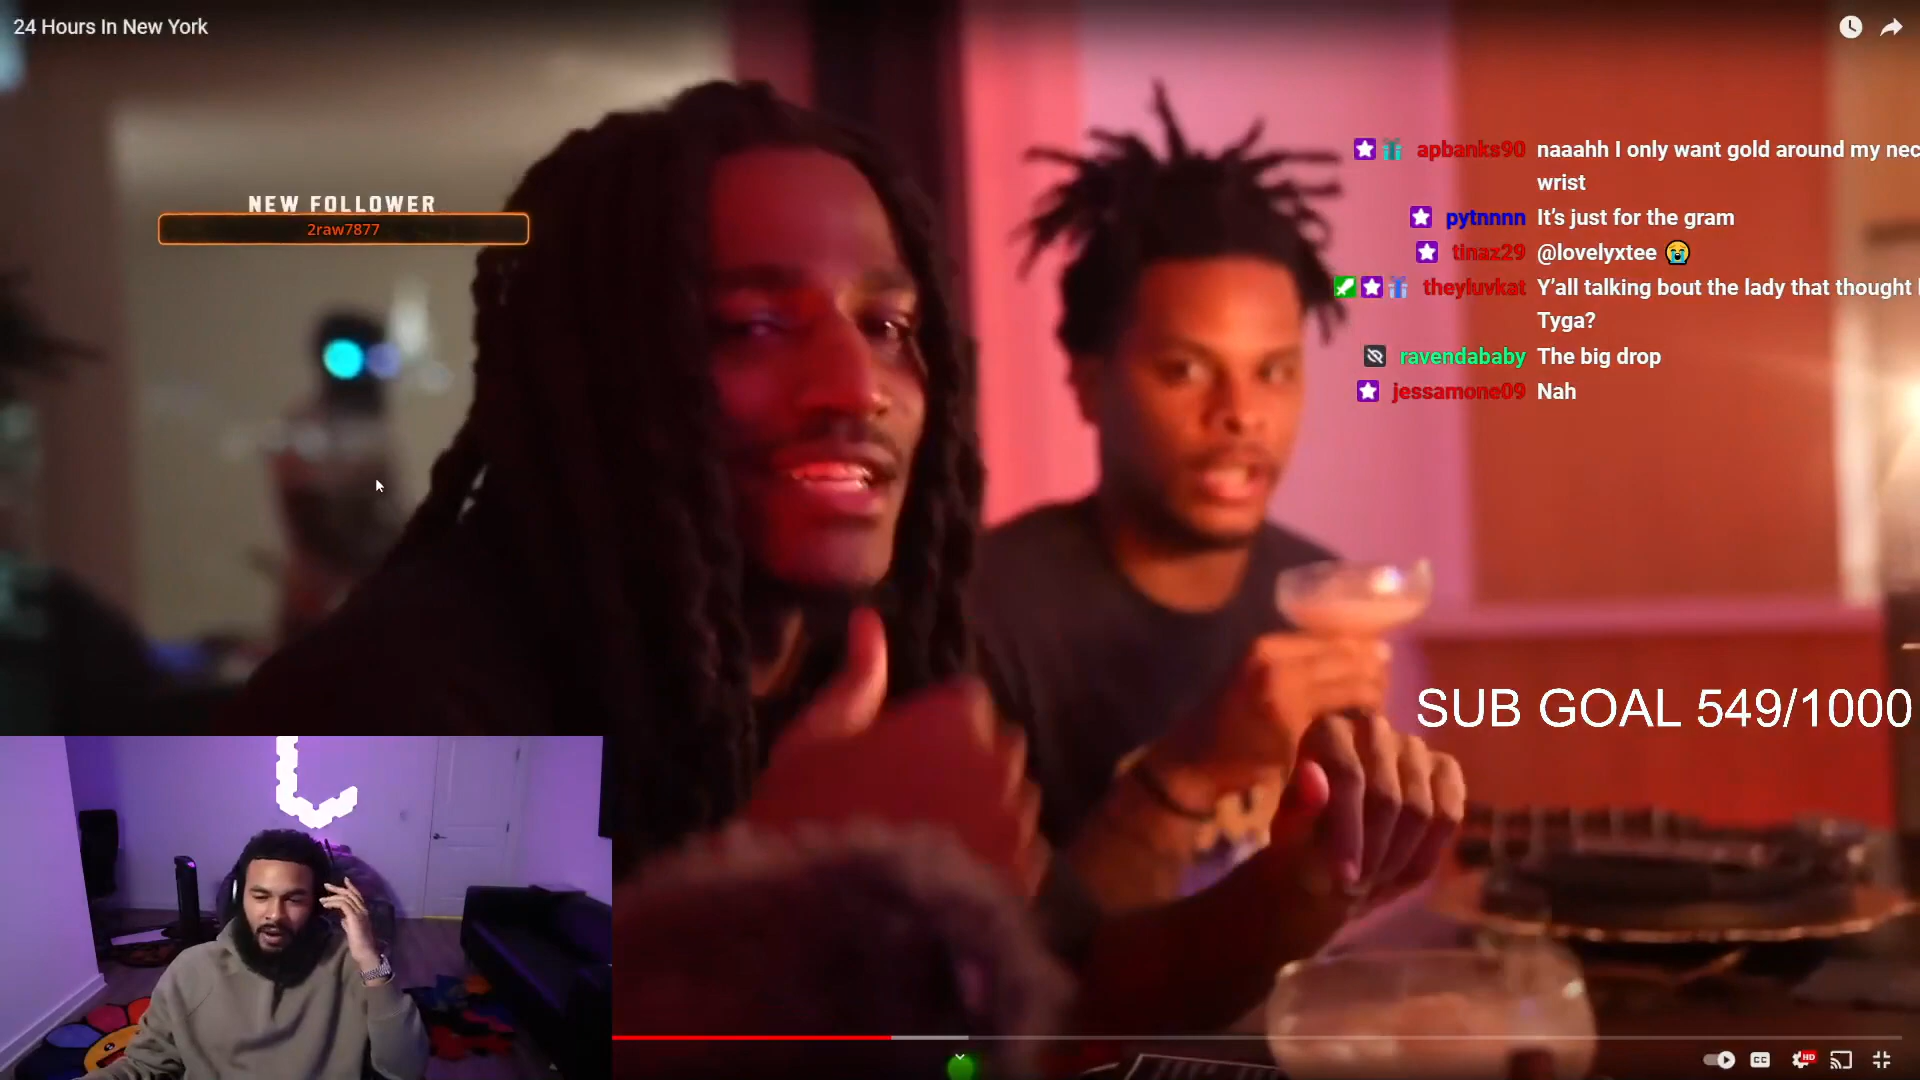 24 Hours In New York
NEW FOLLOWER
2raw7877
apbanks90 naaahh I only want gold around my
wrist
pytnnnn It's just for the gram
tinaz29 @lovelyxtee 😭
theyluvkat Y'all talking bout the lady that thought
Tyga?
ravendababy The big drop
jessamone09 Nah
SUB GOAL 549/1000
CC
HD